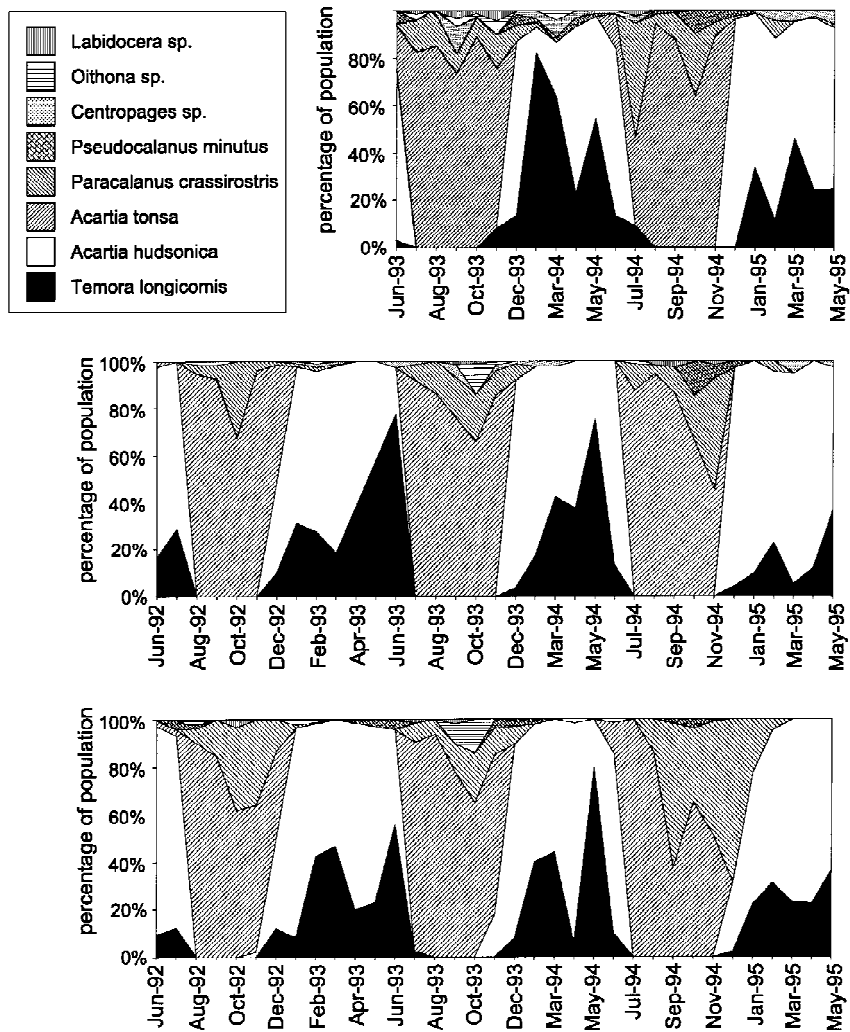 Labidocera sp.
Oithona sp.
Centropages sp.
Pseudocalanus minutus
Paracalanus crassirostris
Acartia tonsa
Acartia hudsonica
Temora longicornis
percentage of population
80%
60%
40%
20%
0%
Jun-93
Aug-93
Oct-93
Dec-93
Mar-94
May-94
Jul-94
Sep-94
Nov-94
Jan-95
Mar-95
May-95
percentage of population
100%
80%
60%
40%
20%
0%
Jun-92
Aug-92
Oct-92
Dec-92
Feb-93
Apr-93
Jun-93
Aug-93
Oct-93
Dec-93
Mar-94
May-94
Jul-94
Sep-94
Nov-94
Jan-95
Mar-95
May-95
percentage of population
100%
80%
60%
40%
20%
0%
Jun-92
Aug-92
Oct-92
Dec-92
Feb-93
Apr-93
Jun-93
Aug-93
Oct-93
Dec-93
Mar-94
May-94
Jul-94
Sep-94
Nov-94
Jan-95
Mar-95
May-95